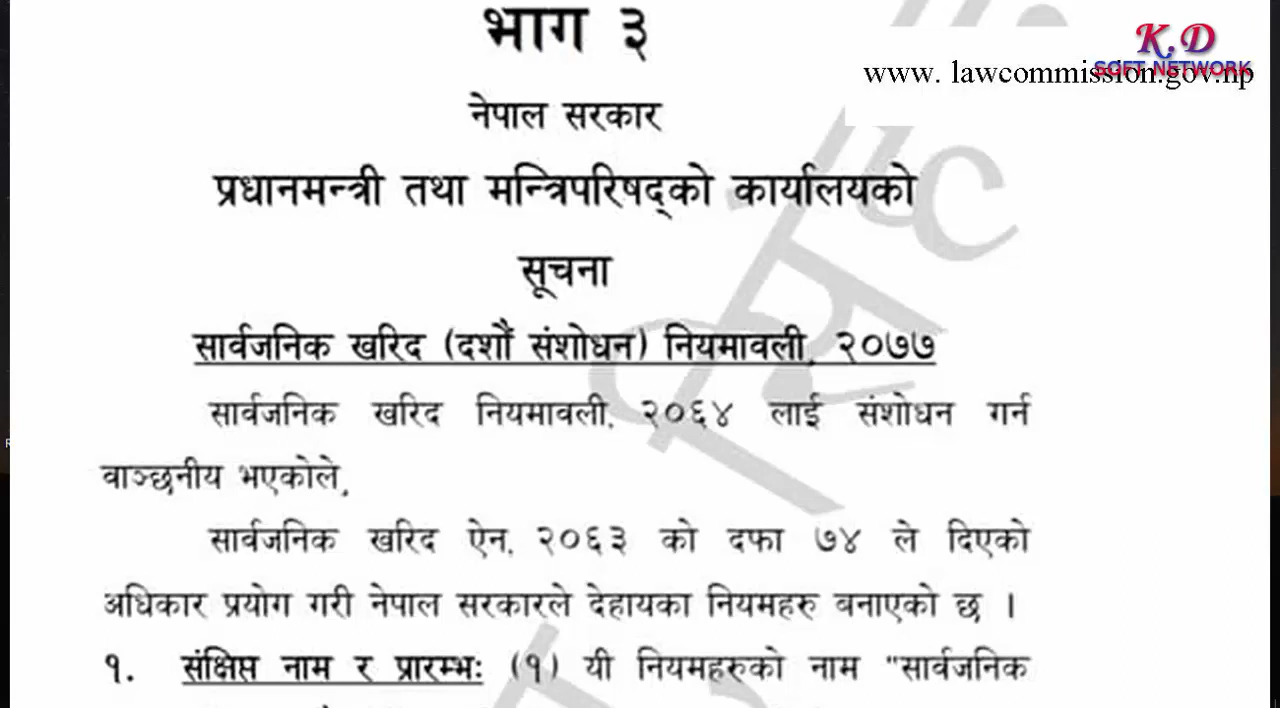 भाग ३
K.D
SOFT NETWORK
www. lawcommission.gov.np
नेपाल सरकार
प्रधानमन्त्री तथा मन्त्रिपरिषद्को कार्यालयको
सूचना
सार्वजनिक खरिद (दशौं संशोधन) नियमावली, २०७७
सार्वजनिक खरिद नियमावली, २०६४ लाई संशोधन गर्न
वाञ्छनीय भएकोले,
सार्वजनिक खरिद ऐन, २०६३ को दफा ७४ ले दिएको
अधिकार प्रयोग गरी नेपाल सरकारले देहायका नियमहरु बनाएको छ ।
१. संक्षिप्त नाम र प्रारम्भः (१) यी नियमहरुको नाम "सार्वजनिक